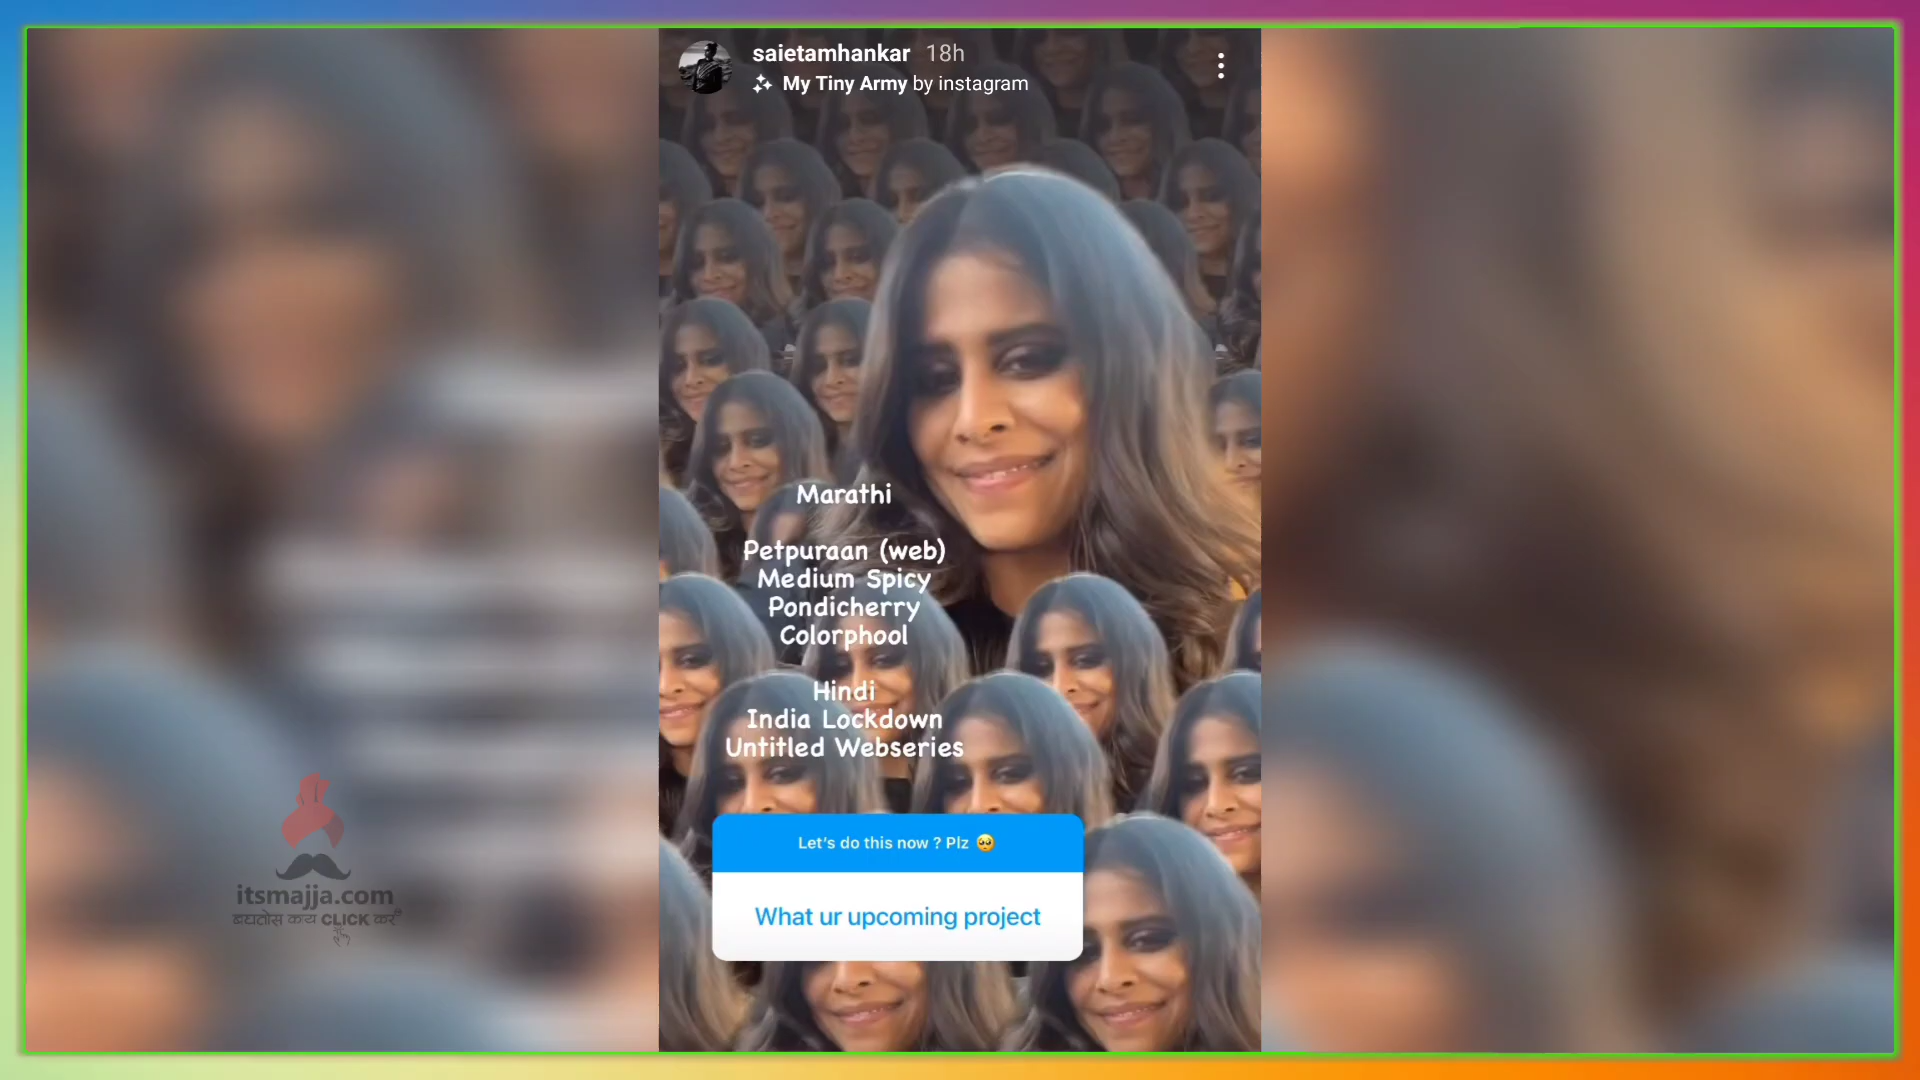 saietamhankar 18h
My Tiny Army by instagram
Marathi
Petpuraan (web)
Medium Spicy
Pondicherry
Colorphool
Hindi
India Lockdown
Untitled Webseries
Let's do this now ? Plz 🥺
What ur upcoming project
itsmajja.com
CLICK